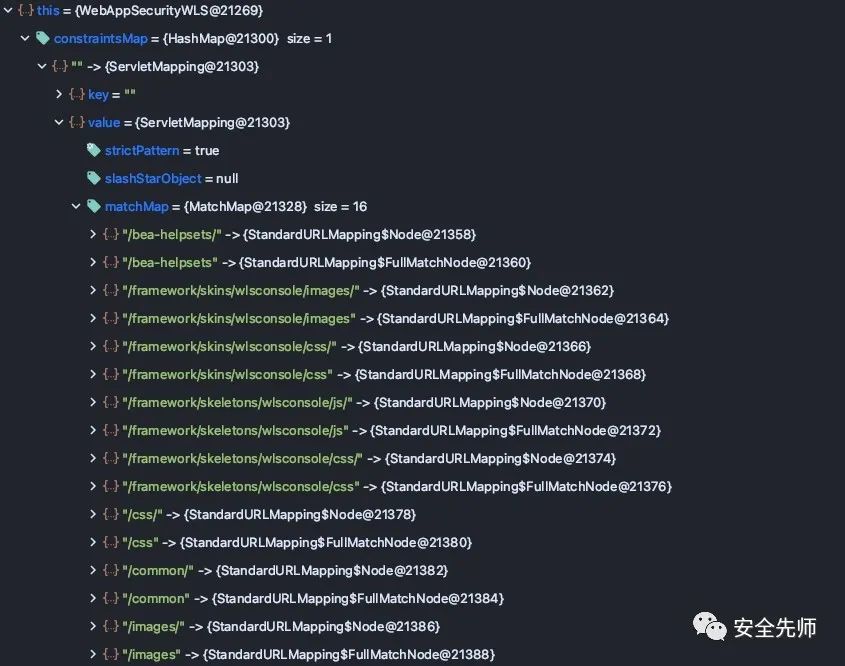 this = {WebAppSecurityWLS@21269}
constraintsMap = {HashMap@21300} size = 1
{..} "" -> {ServletMapping@21303}
{..} key = ""
{..} value = {ServletMapping@21303}
strictPattern = true
slashStarObject = null
matchMap = {MatchMap@21328} size = 16
{..} "/bea-helpsets/" -> {StandardURLMapping$Node@21358}
{..} "/bea-helpsets" -> {StandardURLMapping$FullMatchNode@21360}
{..} "/framework/skins/wlsconsole/images/" -> {StandardURLMapping$Node@21362}
{..} "/framework/skins/wlsconsole/images" -> {StandardURLMapping$FullMatchNode@21364}
{..} "/framework/skins/wlsconsole/css/" -> {StandardURLMapping$Node@21366}
{..} "/framework/skins/wlsconsole/css" -> {StandardURLMapping$FullMatchNode@21368}
{..} "/framework/skeletons/wlsconsole/js/" -> {StandardURLMapping$Node@21370}
{..} "/framework/skeletons/wlsconsole/js" -> {StandardURLMapping$FullMatchNode@21372}
{..} "/framework/skeletons/wlsconsole/css/" -> {StandardURLMapping$Node@21374}
{..} "/framework/skeletons/wlsconsole/css" -> {StandardURLMapping$FullMatchNode@21376}
{..} "/css/" -> {StandardURLMapping$Node@21378}
{..} "/css" -> {StandardURLMapping$FullMatchNode@21380}
{..} "/common/" -> {StandardURLMapping$Node@21382}
{..} "/common" -> {StandardURLMapping$FullMatchNode@21384}
{..} "/images/" -> {StandardURLMapping$Node@21386}
{..} "/images" -> {StandardURLMapping$FullMatchNode@21388}
安全先师